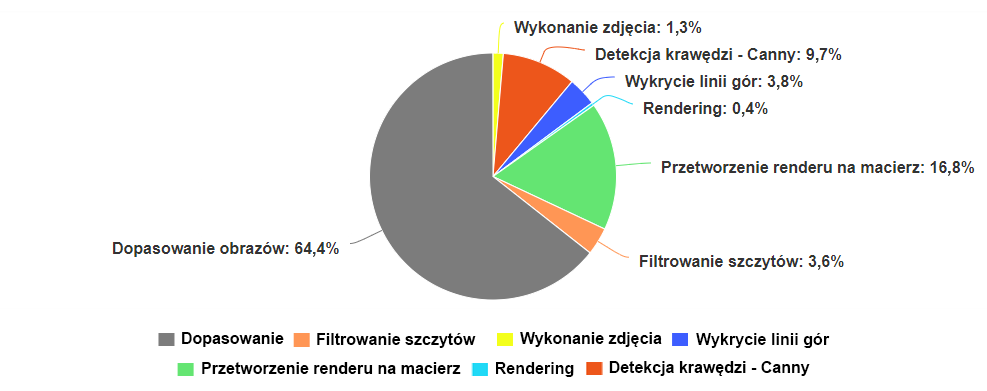 Wykonanie zdjęcia: 1,3%
Detekcja krawędzi - Canny: 9,7%
Wykrycie linii gór: 3,8%
Rendering: 0,4%
Przetworzenie renderu na macierz: 16,8%
Dopasowanie obrazów: 64,4%
Filtrowanie szczytów: 3,6%
Dopasowanie Filtrowanie szczytów Wykonanie zdjęcia Wykrycie linii gór
Przetworzenie renderu na macierz Rendering Detekcja krawędzi - Canny